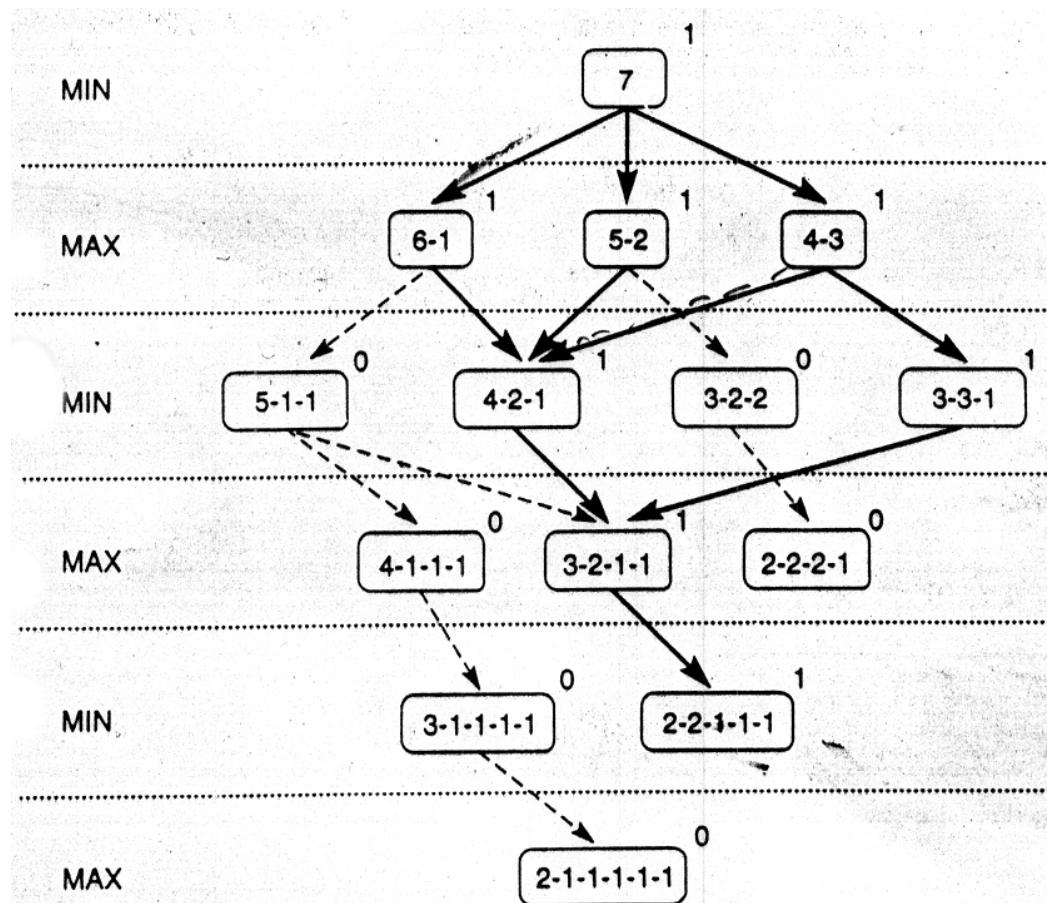 1
MIN 7
1 1 1
MAX 6-1 5-2 4-3
0 1 0 1
MIN 5-1-1 4-2-1 3-2-2 3-3-1
0 1 0
MAX 4-1-1-1 3-2-1-1 2-2-2-1
0 1
MIN 3-1-1-1-1 2-2-1-1-1
0
MAX 2-1-1-1-1-1